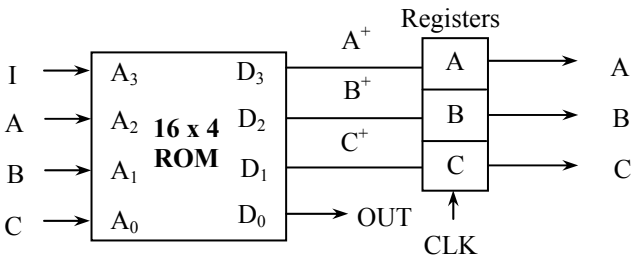 Registers
A⁺
I
A₃
D₃
A
A
B⁺
A
A₂
16 x 4
ROM
D₂
B
B
C⁺
B
A₁
D₁
C
C
C
A₀
D₀
OUT
CLK